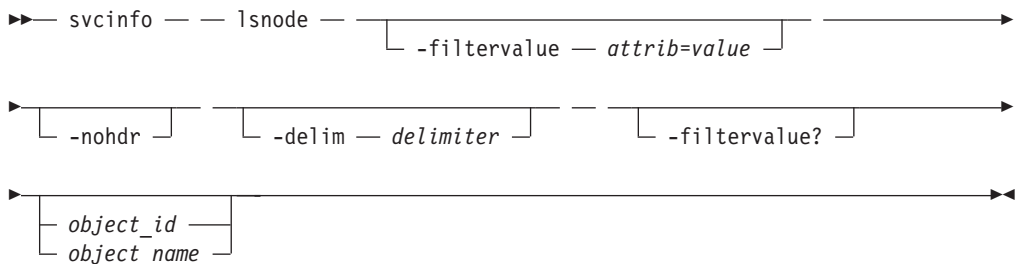 svcinfo lsnode
-filtervalue attrib=value
-nohdr -delim delimiter -filtervalue?
object_id
object_name